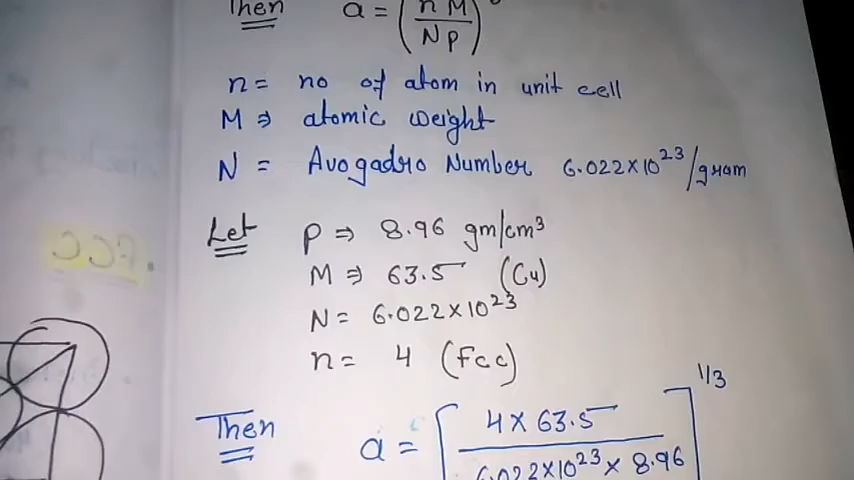 Then a = (nM / Np)
n = no of atom in unit cell
M ⇒ atomic weight
N = Avogadro Number 6.022×10²³/gram
Let p ⇒ 8.96 gm/cm³
M ⇒ 63.5 (Cu)
N = 6.022×10²³
n = 4 (Fcc)
Then a = [4 × 63.5 / 6.022×10²³ × 8.96]^1/3